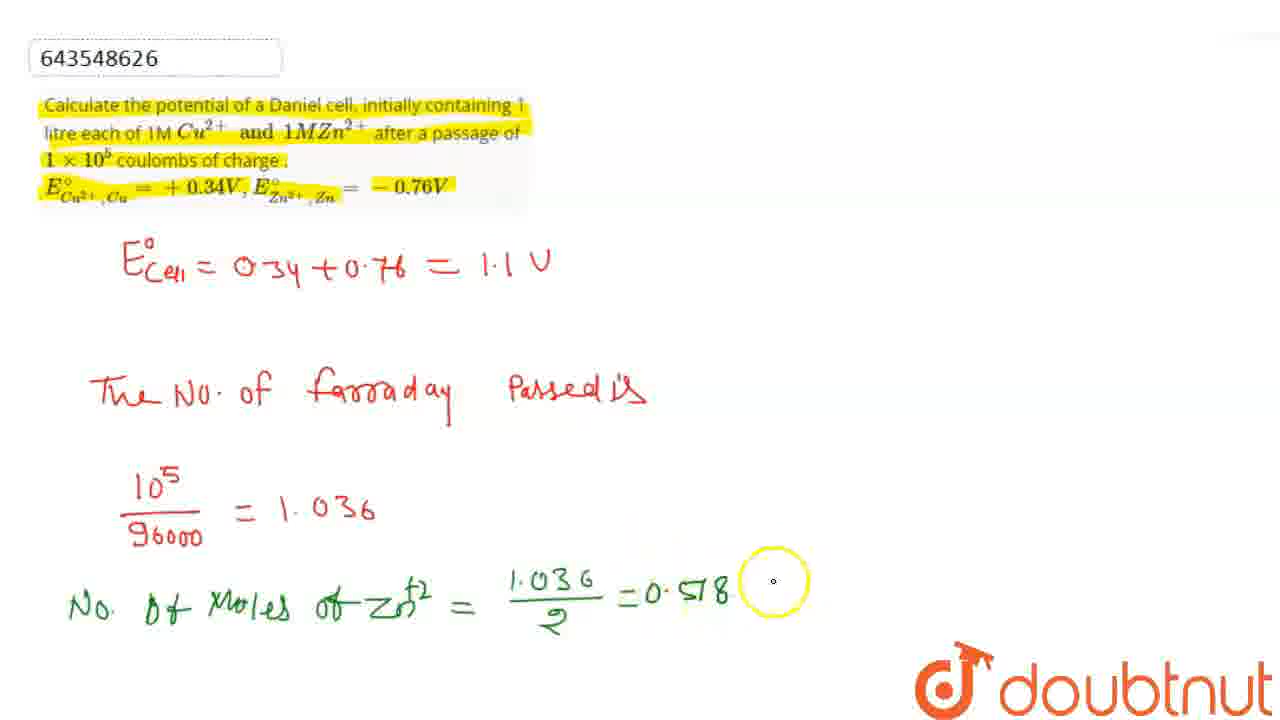 643548626
Calculate the potential of a Daniel cell, initially containing 1
litre each of 1M Cu²⁺ and 1MZn²⁺ after a passage of
1 × 10⁵ coulombs of charge .
E°Cu²⁺,Cu = +0.34V, E°Zn²⁺,Zn = −0.76V
E°Cell = 0.34 + 0.76 = 1.1 V
The No. of farraday Passed is
10⁵/96000 = 1.036
No. of Moles of Zn⁺² = 1.036/2 = 0.518
doubtnut